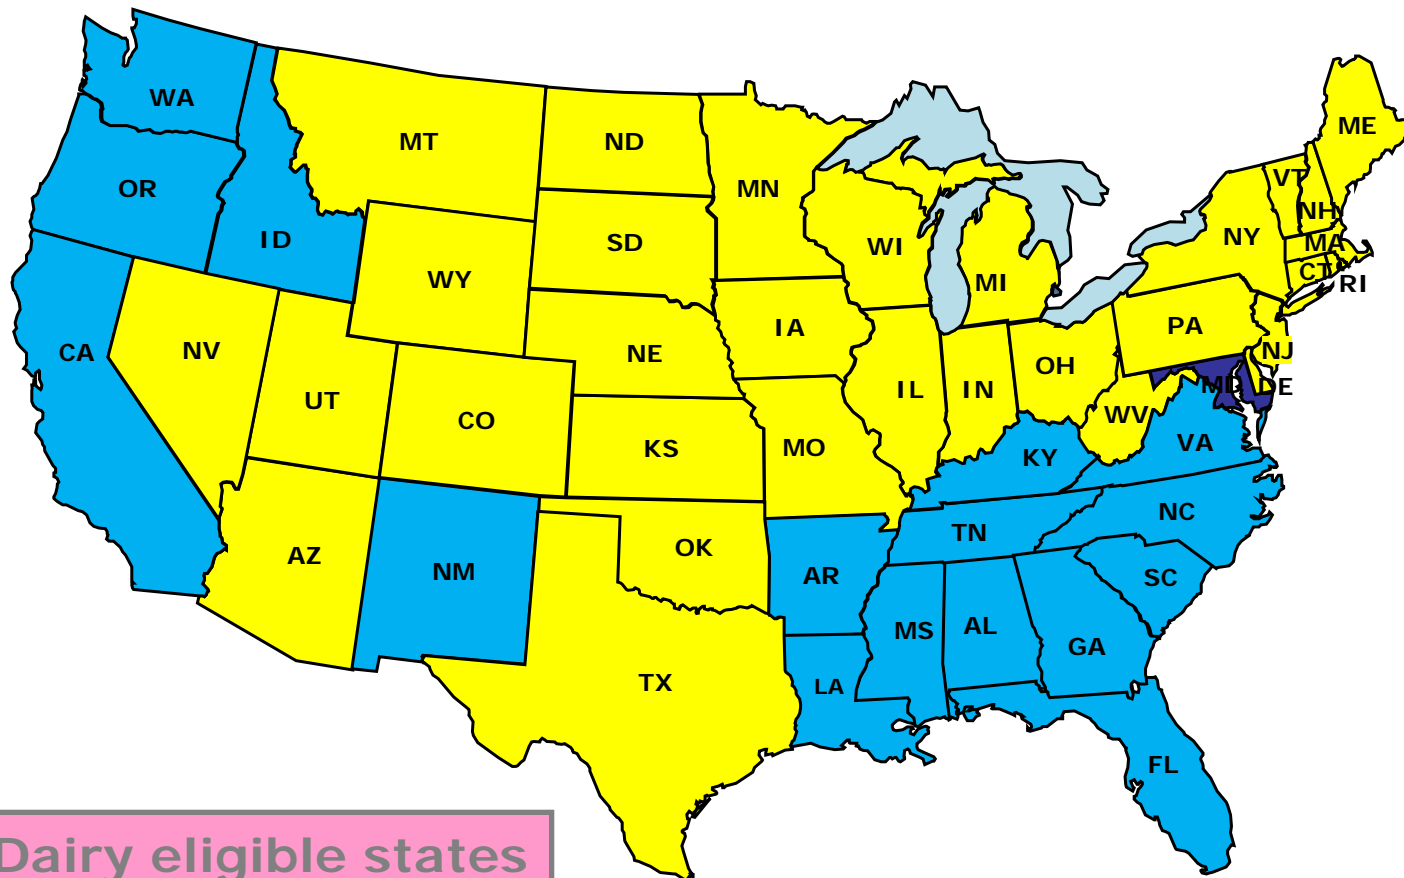 WA
MT
ND
ME
OR
MN
VT
NH
ID
SD
WI
NY
MA
WY
MI
CT
RI
IA
PA
CA
NV
NE
NJ
OH
IL
IN
MD
DE
UT
CO
WV
KS
MO
KY
VA
NC
TN
AZ
OK
NM
AR
SC
MS
AL
GA
TX
LA
FL
Dairy eligible states